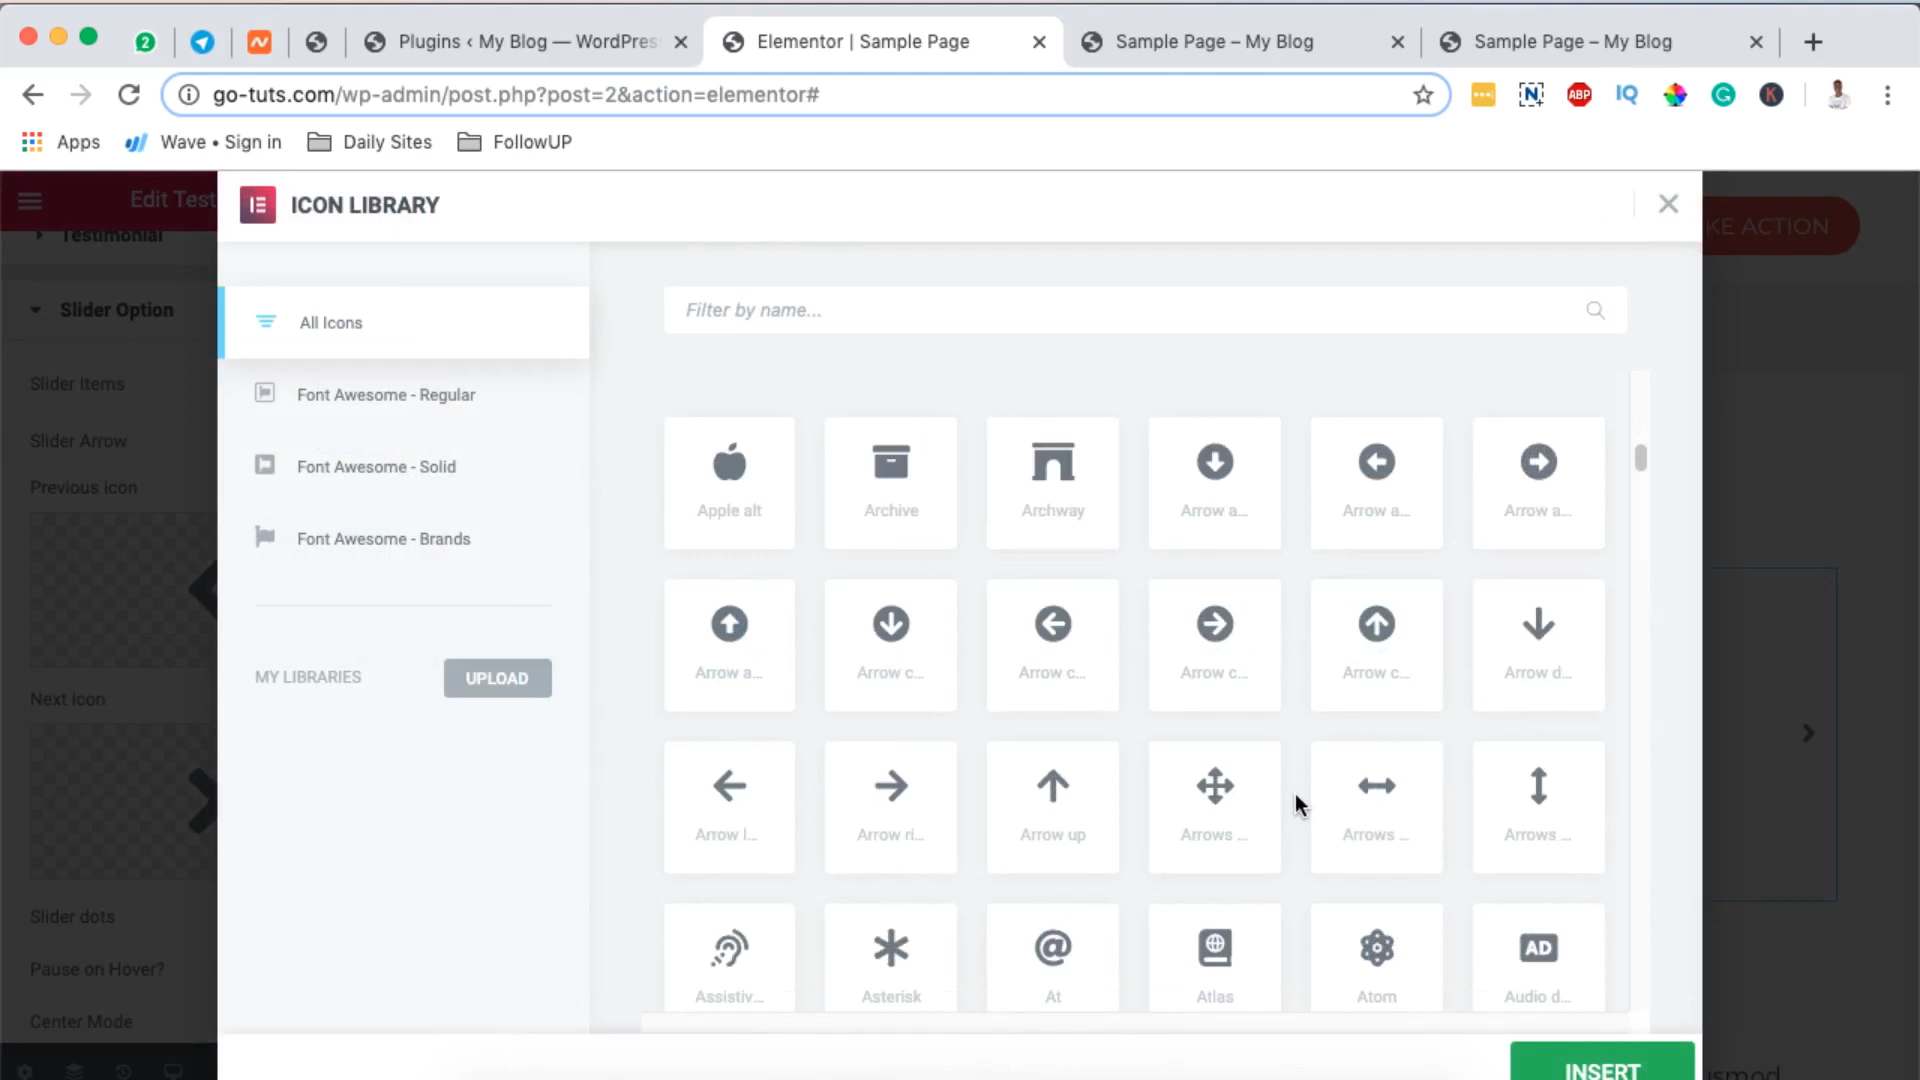 2
Plugins ‹ My Blog — WordPres
Elementor | Sample Page
Sample Page – My Blog
Sample Page – My Blog
go-tuts.com/wp-admin/post.php?post=2&action=elementor#
ABP
IQ
Apps
Wave • Sign in
Daily Sites
FollowUP
Edit Test
ICON LIBRARY
KE ACTION
Testimonial
Slider Option
Slider Items
Slider Arrow
Previous icon
Next icon
Slider dots
Pause on Hover?
Center Mode
All Icons
Font Awesome - Regular
Font Awesome - Solid
Font Awesome - Brands
MY LIBRARIES
UPLOAD
Filter by name...
Apple alt
Archive
Archway
Arrow a...
Arrow a...
Arrow a...
Arrow a...
Arrow c...
Arrow c...
Arrow c...
Arrow c...
Arrow d...
Arrow l...
Arrow ri...
Arrow up
Arrows ...
Arrows ...
Arrows ...
@
AD
Assistiv...
Asterisk
At
Atlas
Atom
Audio d...
INSERT